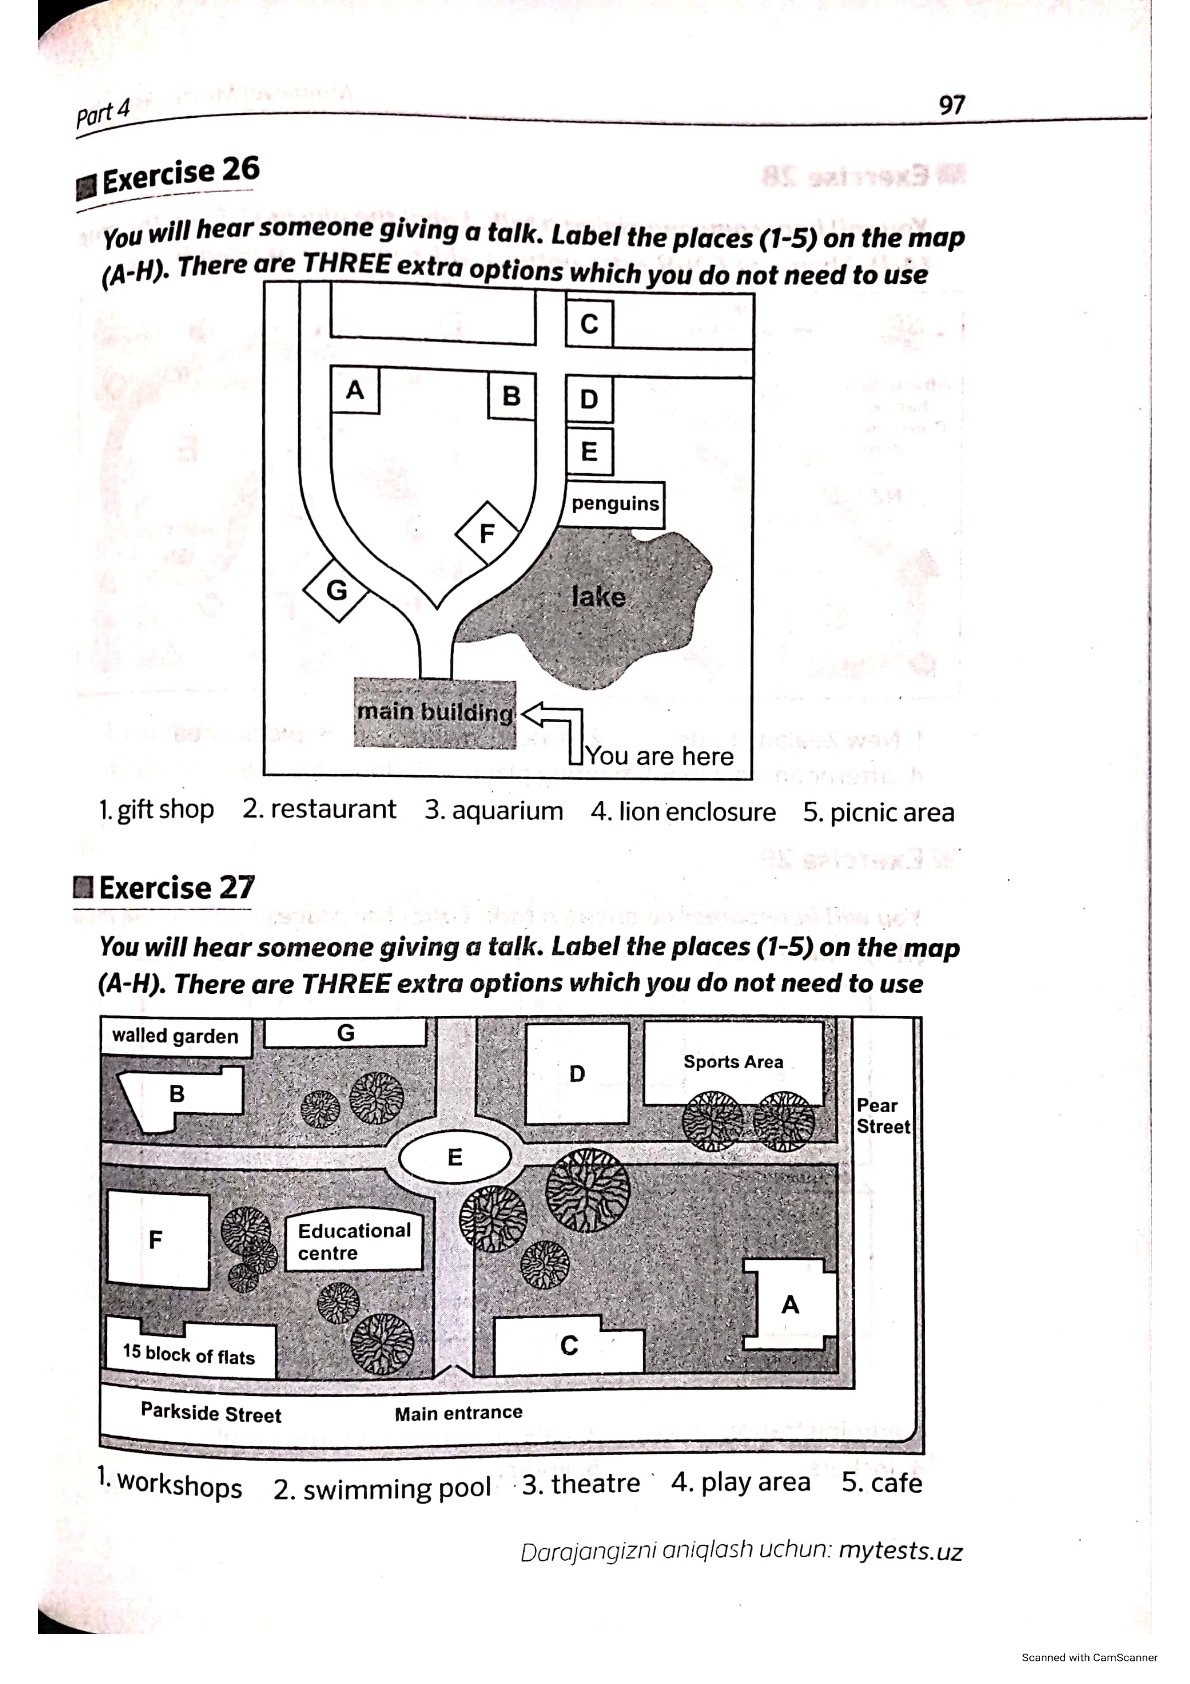 Part 4
97
Exercise 26
You will hear someone giving a talk. Label the places (1-5) on the map
(A-H). There are THREE extra options which you do not need to use
C
A
B
D
E
penguins
F
G
lake
main building
You are here
1. gift shop 2. restaurant 3. aquarium 4. lion enclosure 5. picnic area
Exercise 27
You will hear someone giving a talk. Label the places (1-5) on the map
(A-H). There are THREE extra options which you do not need to use
walled garden
G
D
Sports Area
B
Pear
Street
E
F
Educational
centre
A
C
15 block of flats
Parkside Street
Main entrance
1. workshops 2. swimming pool 3. theatre 4. play area 5. cafe
Darajangizni aniqlash uchun: mytests.uz
Scanned with CamScanner